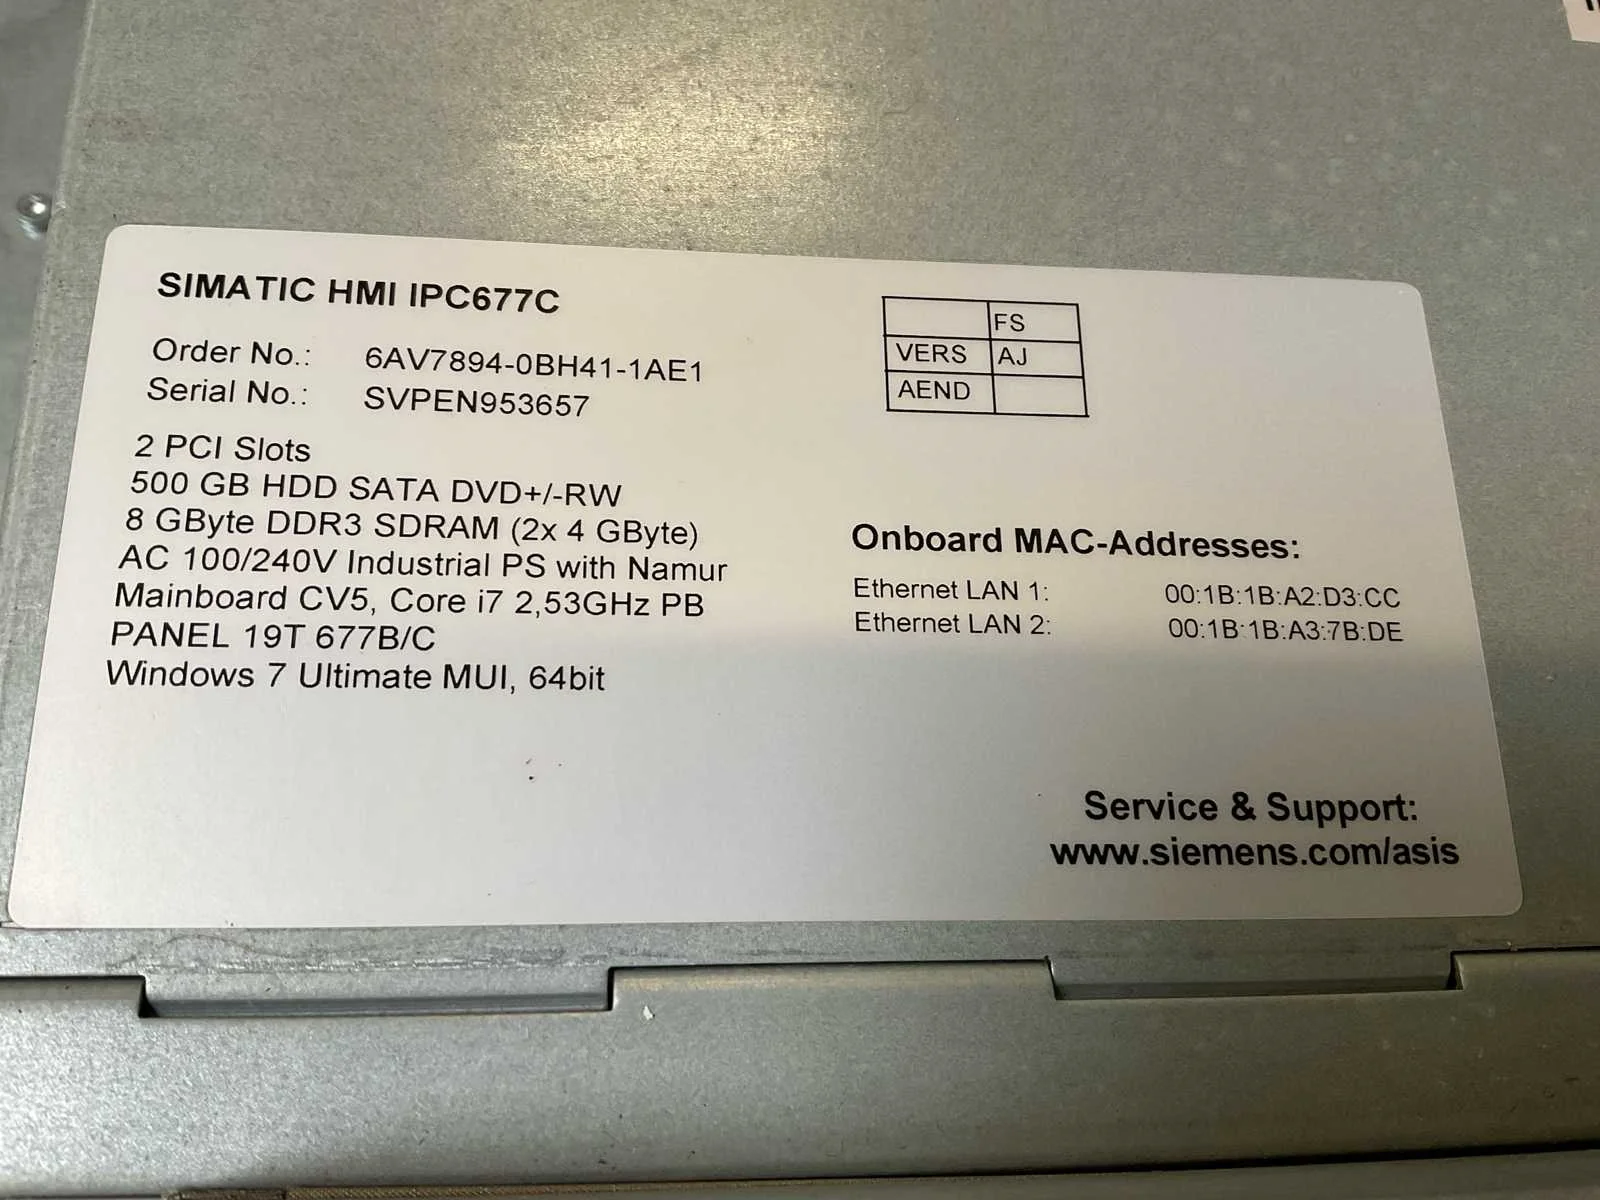 SIMATIC HMI IPC677C
Order No.: 6AV7894-0BH41-1AE1
Serial No.: SVPEN953657
2 PCI Slots
500 GB HDD SATA DVD+/-RW
8 GByte DDR3 SDRAM (2x 4 GByte)
AC 100/240V Industrial PS with Namur
Mainboard CV5, Core i7 2,53GHz PB
PANEL 19T 677B/C
Windows 7 Ultimate MUI, 64bit
FS
VERS AJ
AEND
Onboard MAC-Addresses:
Ethernet LAN 1: 00:1B:1B:A2:D3:CC
Ethernet LAN 2: 00:1B:1B:A3:7B:DE
Service & Support:
www.siemens.com/asis